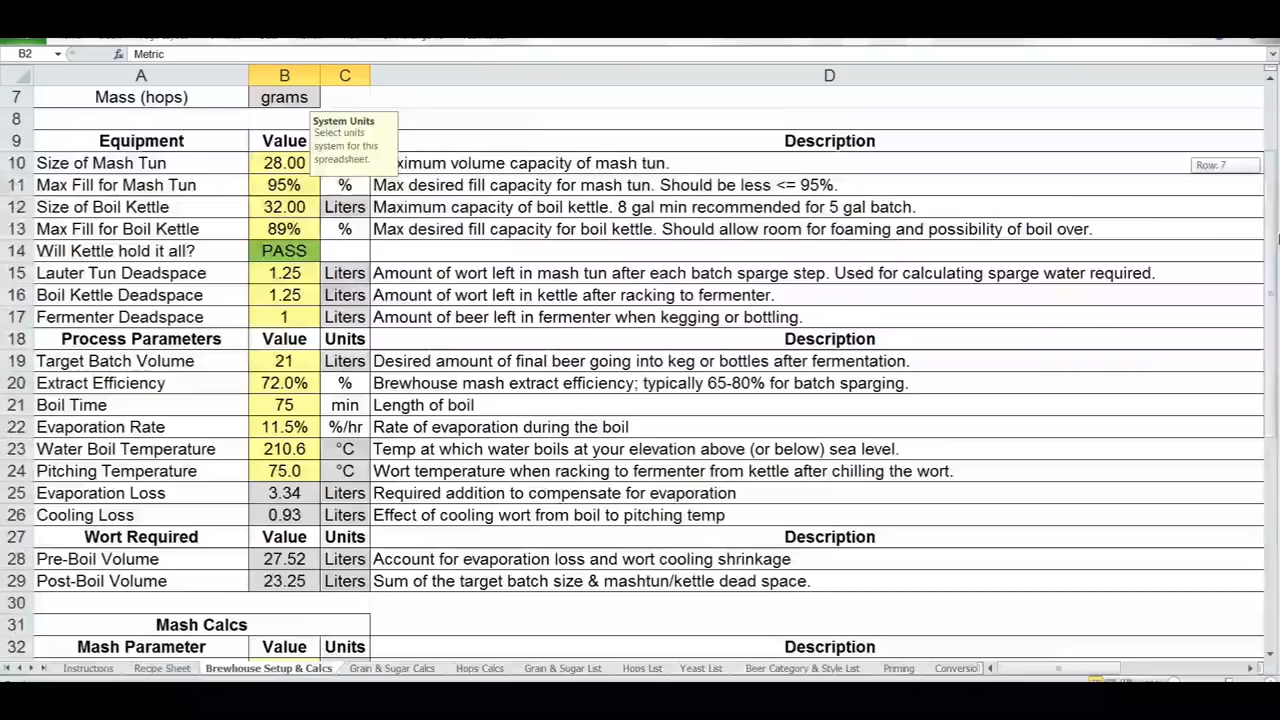 B2 fx Metric
A B C D
7 Mass (hops) grams
8
System Units
Select units
system for this
spreadsheet.
9 Equipment Value Description
10 Size of Mash Tun 28.00 ximum volume capacity of mash tun.
Row: 7
11 Max Fill for Mash Tun 95% % Max desired fill capacity for mash tun. Should be less <= 95%.
12 Size of Boil Kettle 32.00 Liters Maximum capacity of boil kettle. 8 gal min recommended for 5 gal batch.
13 Max Fill for Boil Kettle 89% % Max desired fill capacity for boil kettle. Should allow room for foaming and possibility of boil over.
14 Will Kettle hold it all? PASS
15 Lauter Tun Deadspace 1.25 Liters Amount of wort left in mash tun after each batch sparge step. Used for calculating sparge water required.
16 Boil Kettle Deadspace 1.25 Liters Amount of wort left in kettle after racking to fermenter.
17 Fermenter Deadspace 1 Liters Amount of beer left in fermenter when kegging or bottling.
18 Process Parameters Value Units Description
19 Target Batch Volume 21 Liters Desired amount of final beer going into keg or bottles after fermentation.
20 Extract Efficiency 72.0% % Brewhouse mash extract efficiency; typically 65-80% for batch sparging.
21 Boil Time 75 min Length of boil
22 Evaporation Rate 11.5% %/hr Rate of evaporation during the boil
23 Water Boil Temperature 210.6 °C Temp at which water boils at your elevation above (or below) sea level.
24 Pitching Temperature 75.0 °C Wort temperature when racking to fermenter from kettle after chilling the wort.
25 Evaporation Loss 3.34 Liters Required addition to compensate for evaporation
26 Cooling Loss 0.93 Liters Effect of cooling wort from boil to pitching temp
27 Wort Required Value Units Description
28 Pre-Boil Volume 27.52 Liters Account for evaporation loss and wort cooling shrinkage
29 Post-Boil Volume 23.25 Liters Sum of the target batch size & mashtun/kettle dead space.
30
31 Mash Calcs
32 Mash Parameter Value Units Description
Instructions Recipe Sheet Brewhouse Setup & Calcs Grain & Sugar Calcs Hops Calcs Grain & Sugar List Hops List Yeast List Beer Category & Style List Priming Conversio